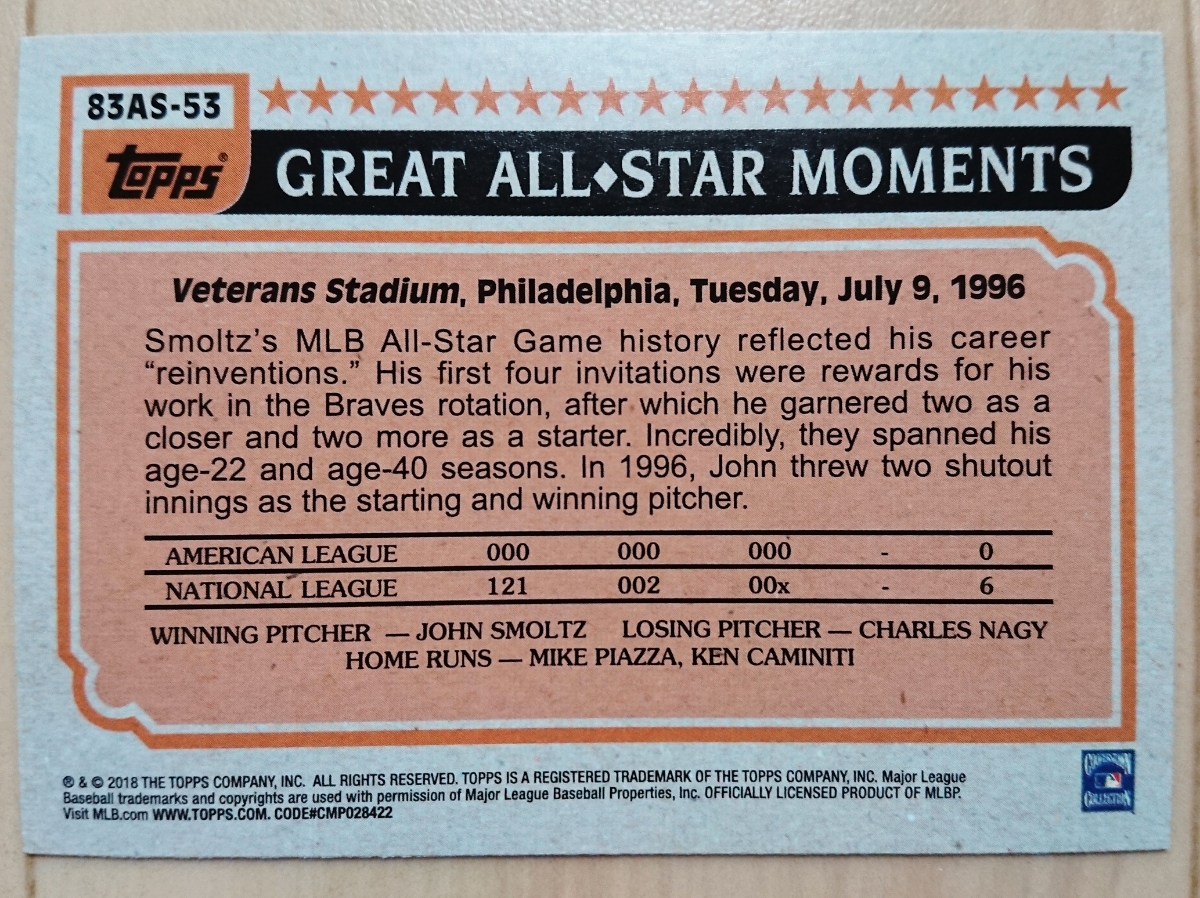 83AS-53
Topps®
GREAT ALL♦STAR MOMENTS
Veterans Stadium, Philadelphia, Tuesday, July 9, 1996
Smoltz's MLB All-Star Game history reflected his career
“reinventions.” His first four invitations were rewards for his
work in the Braves rotation, after which he garnered two as a
closer and two more as a starter. Incredibly, they spanned his
age-22 and age-40 seasons. In 1996, John threw two shutout
innings as the starting and winning pitcher.
AMERICAN LEAGUE 000 000 000 - 0
NATIONAL LEAGUE 121 002 00x - 6
WINNING PITCHER — JOHN SMOLTZ LOSING PITCHER — CHARLES NAGY
HOME RUNS — MIKE PIAZZA, KEN CAMINITI
® & © 2018 THE TOPPS COMPANY, INC. ALL RIGHTS RESERVED. TOPPS IS A REGISTERED TRADEMARK OF THE TOPPS COMPANY, INC. Major League
Baseball trademarks and copyrights are used with permission of Major League Baseball Properties, Inc. OFFICIALLY LICENSED PRODUCT OF MLBP.
Visit MLB.com WWW.TOPPS.COM. CODE#CMP028422
COOPERSTOWN
COLLECTION